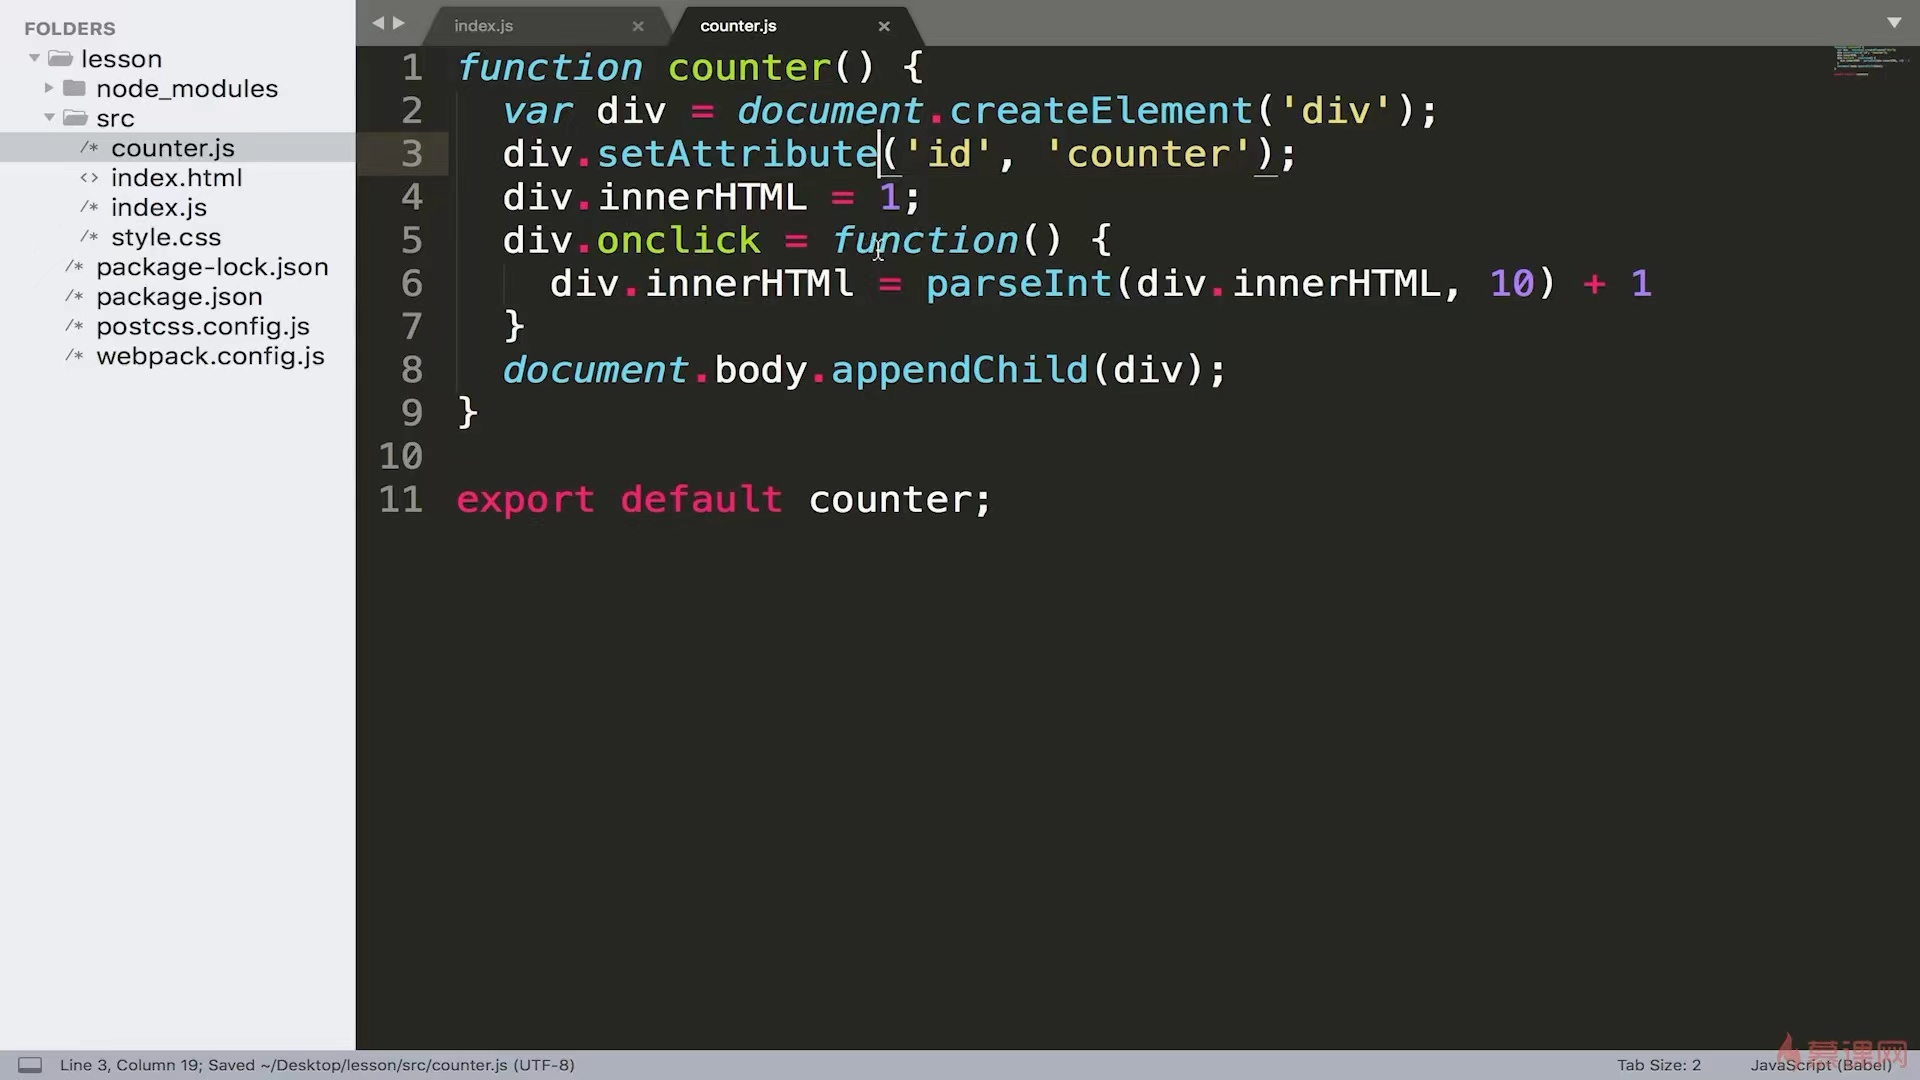 FOLDERS
lesson
node_modules
src
/* counter.js
<> index.html
/* index.js
/* style.css
/* package-lock.json
/* package.json
/* postcss.config.js
/* webpack.config.js
index.js ×
counter.js ×
1 function counter() {
2 var div = document.createElement('div');
3 div.setAttribute('id', 'counter');
4 div.innerHTML = 1;
5 div.onclick = function() {
6 div.innerHTMl = parseInt(div.innerHTML, 10) + 1
7 }
8 document.body.appendChild(div);
9 }
10
11 export default counter;
Line 3, Column 19; Saved ~/Desktop/lesson/src/counter.js (UTF-8)
Tab Size: 2
JavaScript (Babel)
慕课网